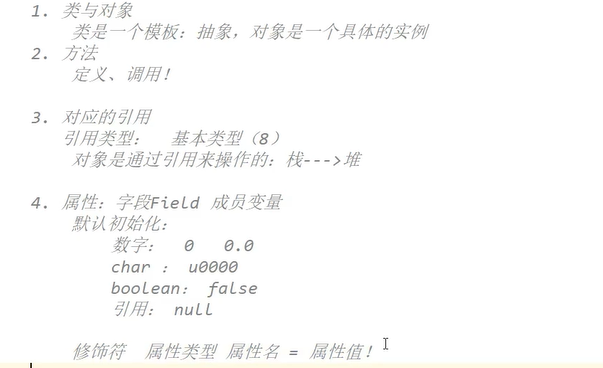 1. 类与对象
类是一个模板：抽象，对象是一个具体的实例
2. 方法
定义、调用！
3. 对应的引用
引用类型： 基本类型（8）
对象是通过引用来操作的：栈--->堆
4. 属性：字段Field 成员变量
默认初始化：
数字： 0 0.0
char ： u0000
boolean： false
引用： null
修饰符 属性类型 属性名 = 属性值！